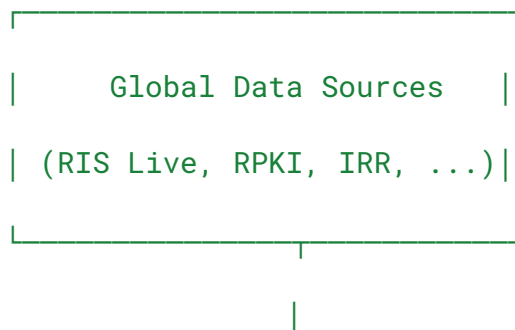 Global Data Sources
(RIS Live, RPKI, IRR, ...)